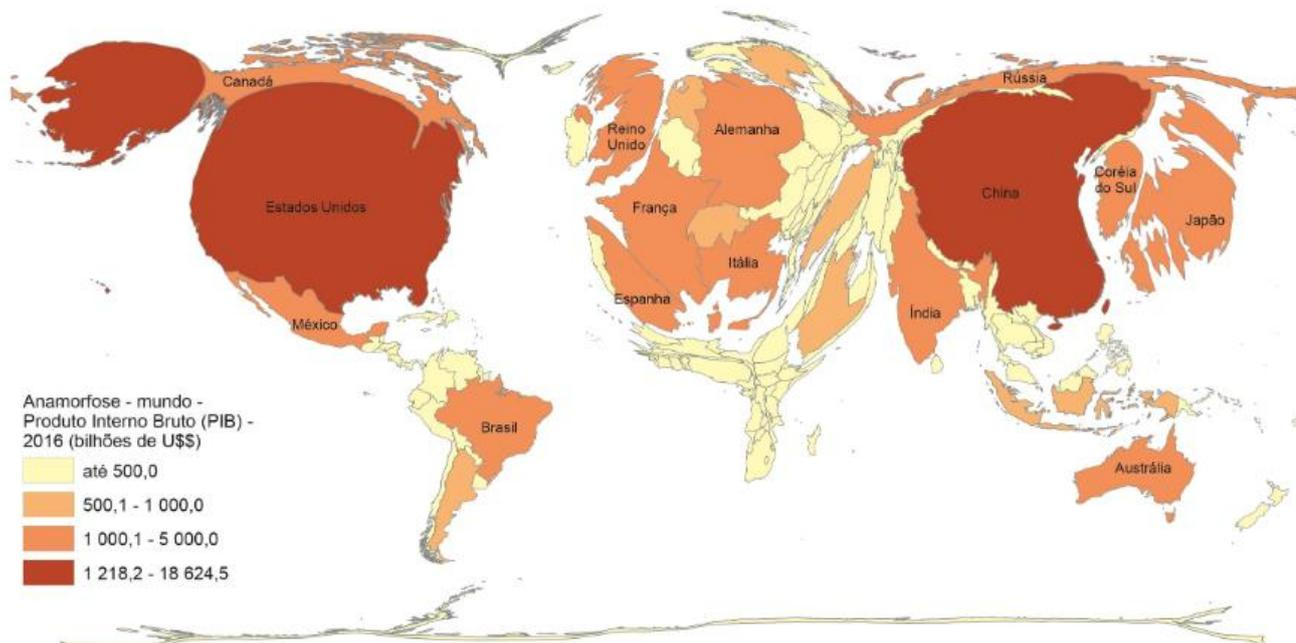 Canadá
Rússia
Reino
Unido
Alemanha
Estados Unidos
França
China
Coréia
do Sul
Japão
Itália
Espanha
México
Índia
Brasil
Austrália
Anamorfose - mundo -
Produto Interno Bruto (PIB) -
2016 (bilhões de U$$)
até 500,0
500,1 - 1 000,0
1 000,1 - 5 000,0
1 218,2 - 18 624,5